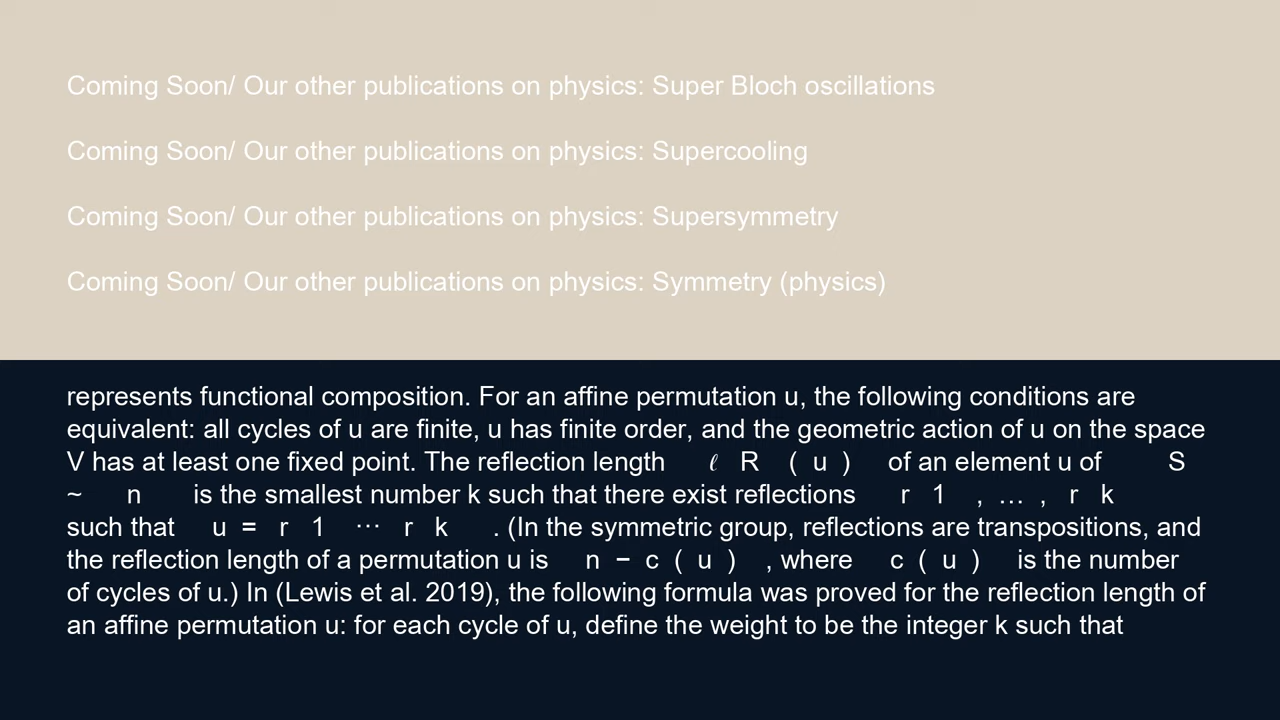 Coming Soon/ Our other publications on physics: Super Bloch oscillations
Coming Soon/ Our other publications on physics: Supercooling
Coming Soon/ Our other publications on physics: Supersymmetry
Coming Soon/ Our other publications on physics: Symmetry (physics)
represents functional composition. For an affine permutation u, the following conditions are
equivalent: all cycles of u are finite, u has finite order, and the geometric action of u on the space
V has at least one fixed point. The reflection length ℓ R ( u ) of an element u of S
~ n is the smallest number k such that there exist reflections r 1 , … , r k
such that u = r 1 ⋯ r k . (In the symmetric group, reflections are transpositions, and
the reflection length of a permutation u is n − c ( u ) , where c ( u ) is the number
of cycles of u.) In (Lewis et al. 2019), the following formula was proved for the reflection length of
an affine permutation u: for each cycle of u, define the weight to be the integer k such that